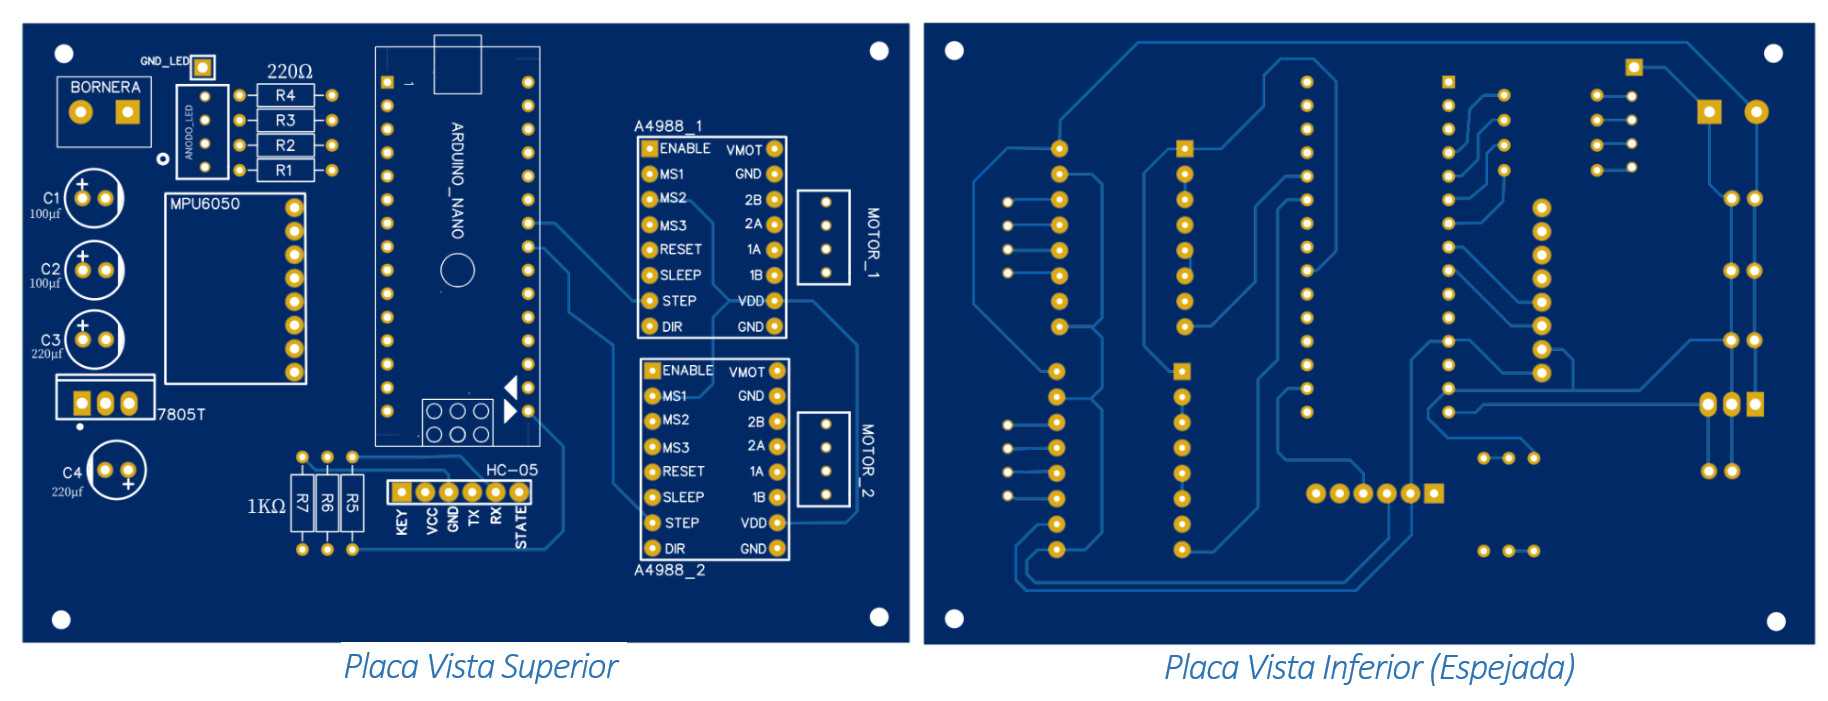 GND_LED
BORNERA
ANODO_LED
220Ω
R4
R3
R2
R1
C1
100µf
C2
100µf
C3
220µf
MPU6050
7805T
C4
220µf
1
ARDUINO_NANO
A4988_1
ENABLE VMOT
MS1 GND
MS2 2B
MS3 2A
RESET 1A
SLEEP 1B
STEP VDD
DIR GND
MOTOR_1
ENABLE VMOT
MS1 GND
MS2 2B
MS3 2A
RESET 1A
SLEEP 1B
STEP VDD
DIR GND
A4988_2
MOTOR_2
1KΩ
R7
R6
R5
HC-05
KEY
VCC
GND
TX
RX
STATE
Placa Vista Superior
Placa Vista Inferior (Espejada)